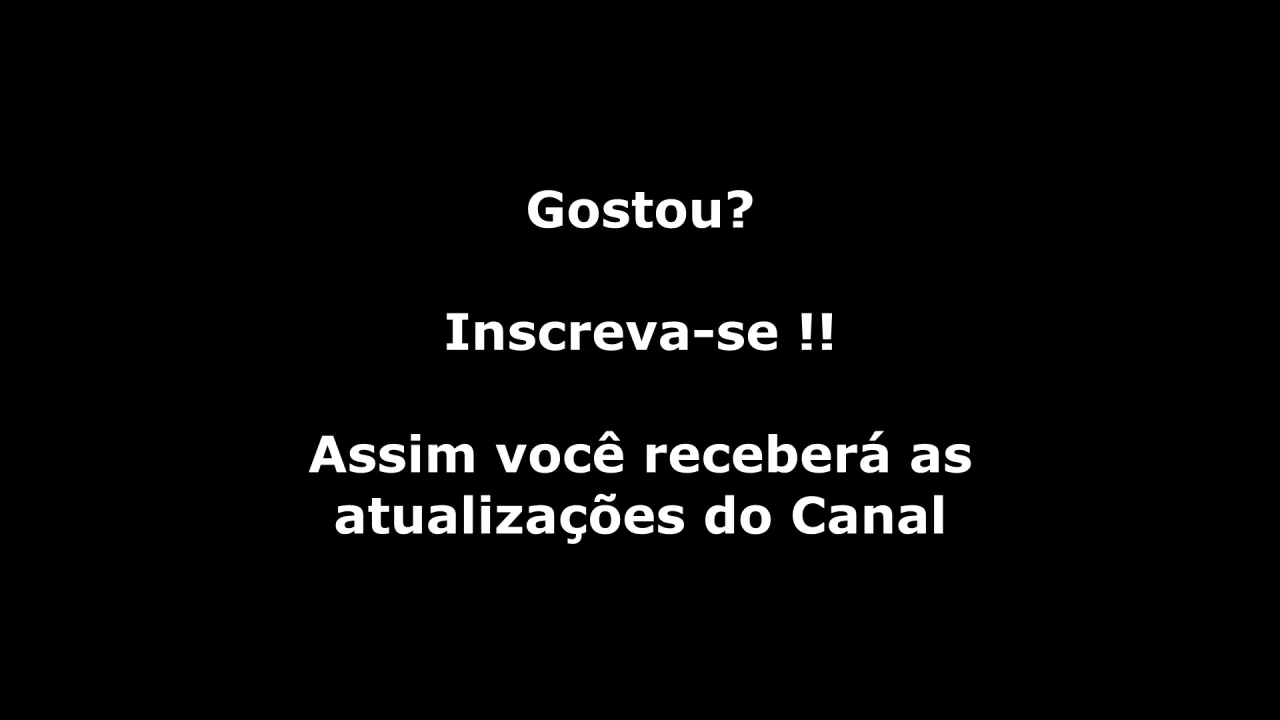 Gostou?
Inscreva-se !!
Assim você receberá as
atualizações do Canal